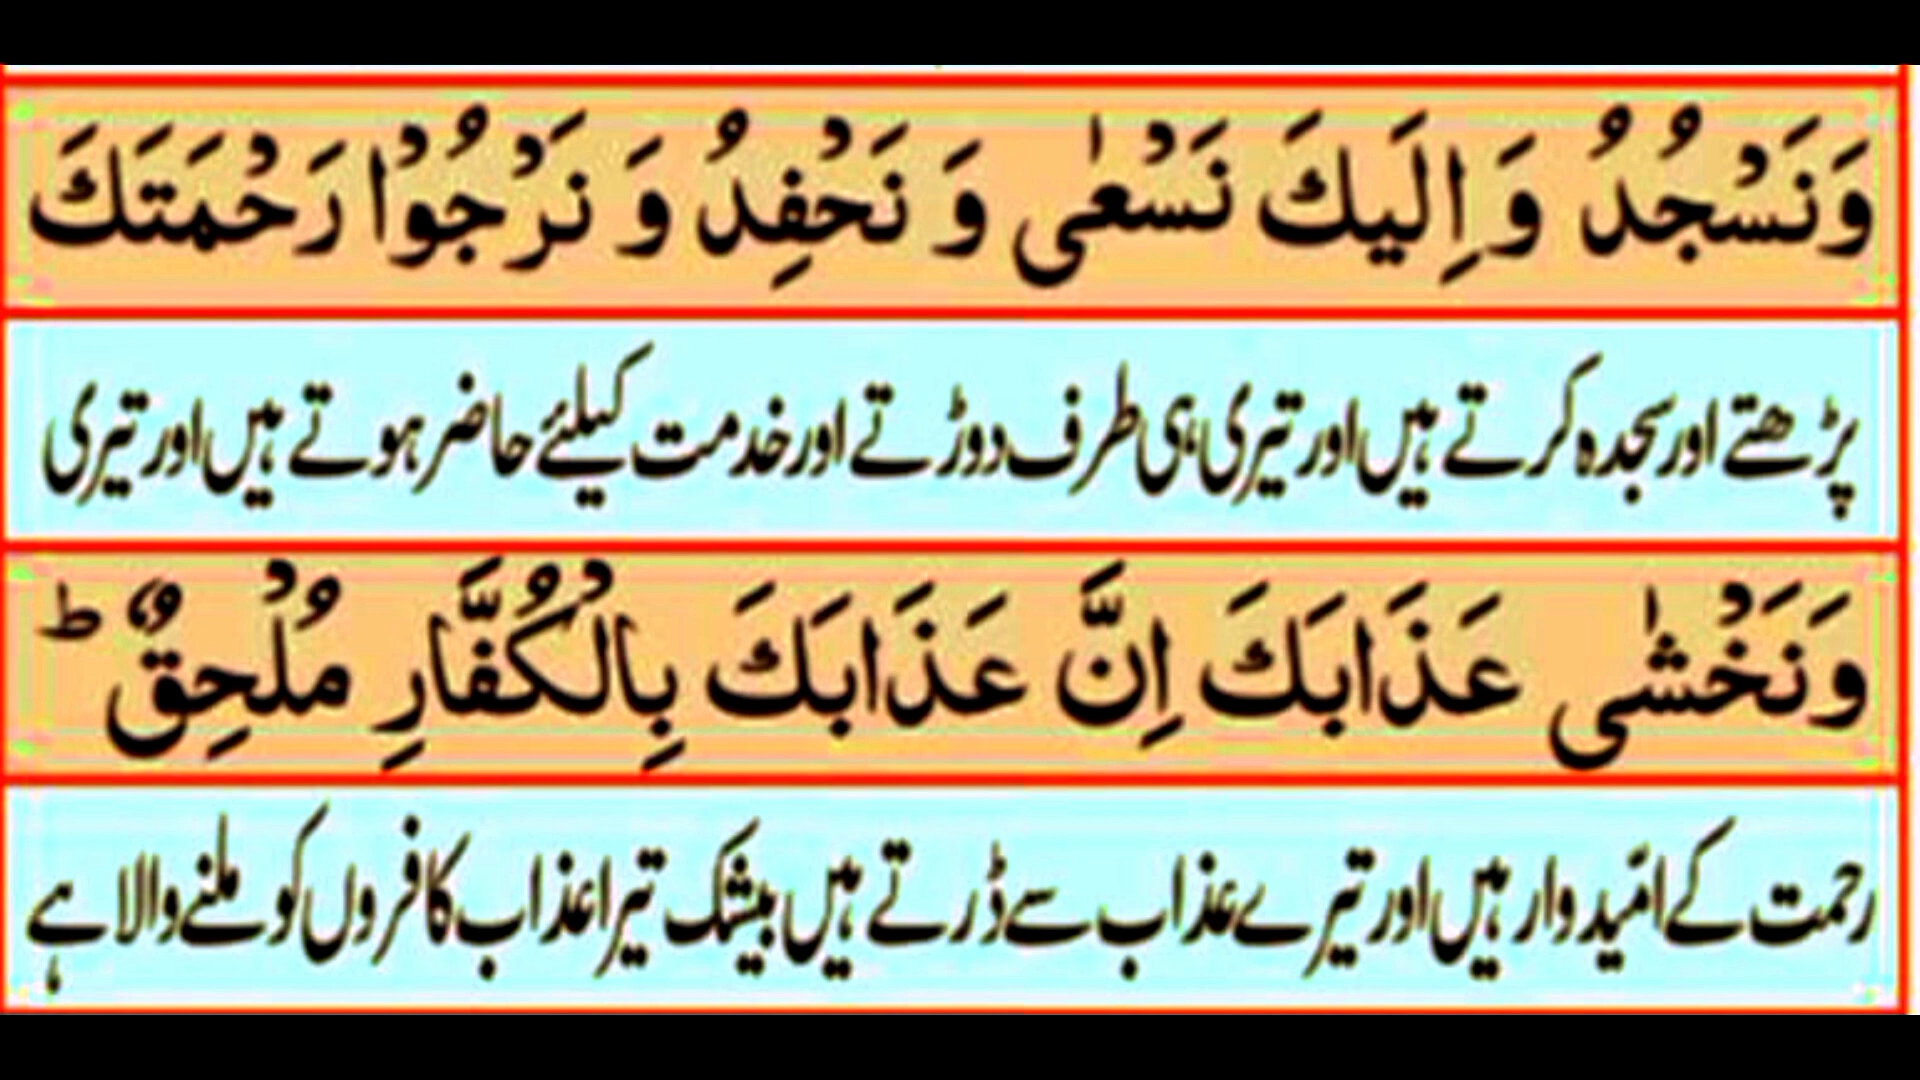 وَنَسْجُدُ وَ اِلَيكَ نَسْعٰى وَ نَحْفِدُ وَ نَرْجُوْا رَحْمَتَكَ
پڑھتے اور سجدہ کرتے ہیں اور تیری ہی طرف دوڑتے اور خدمت کیلئے حاضر ہوتے ہیں اور تیری
وَنَخْشٰى عَذَابَكَ اِنَّ عَذَابَكَ بِالْكُفَّارِ مُلْحِقٌ ؕ
رحمت کے امّیدوار ہیں اور تیرے عذاب سے ڈرتے ہیں بیشک تیرا عذاب کافروں کو ملنے والا ہے